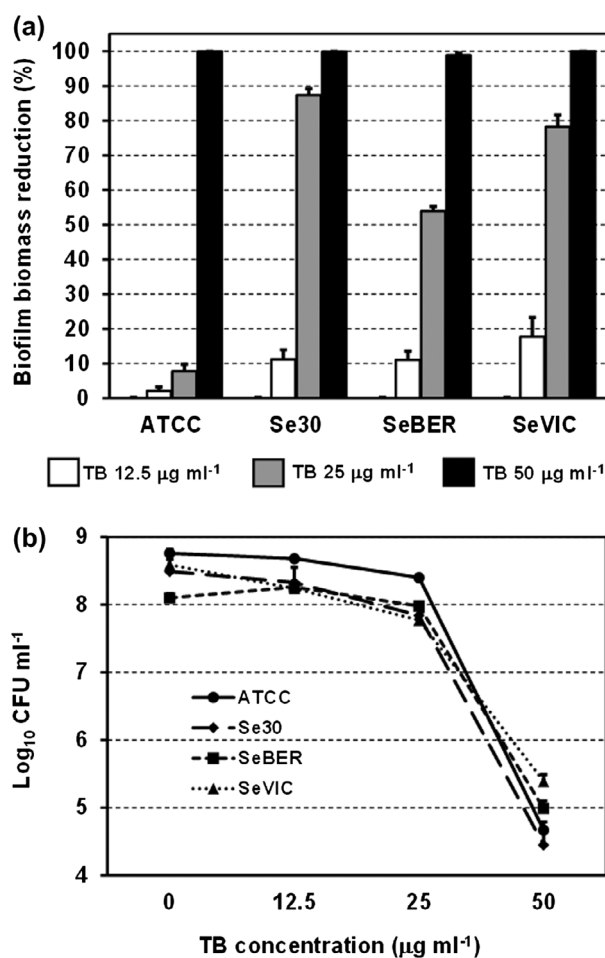 (a)
Biofilm biomass reduction (%)
100
90
80
70
60
50
40
30
20
10
0
ATCC Se30 SeBER SeVIC
TB 12.5 µg ml⁻¹ TB 25 µg ml⁻¹ TB 50 µg ml⁻¹
(b)
Log₁₀ CFU ml⁻¹
9
8
7
6
5
4
ATCC
Se30
SeBER
SeVIC
0 12.5 25 50
TB concentration (µg ml⁻¹)